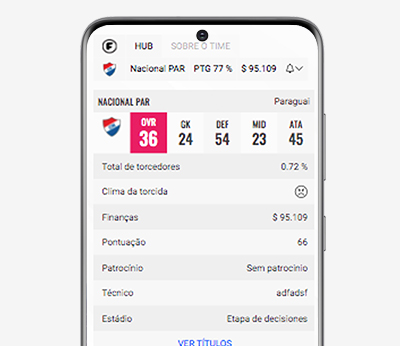 F HUB SOBRE O TIME
Nacional PAR PTG 77 % $ 95.109
NACIONAL PAR Paraguai
OVR GK DEF MID ATA
36 24 54 23 45
Total de torcedores 0.72 %
Clima da torcida
Finanças $ 95.109
Pontuação 66
Patrocínio Sem patrocinio
Técnico adfadsf
Estádio Etapa de decisiones
VER TÍTULOS